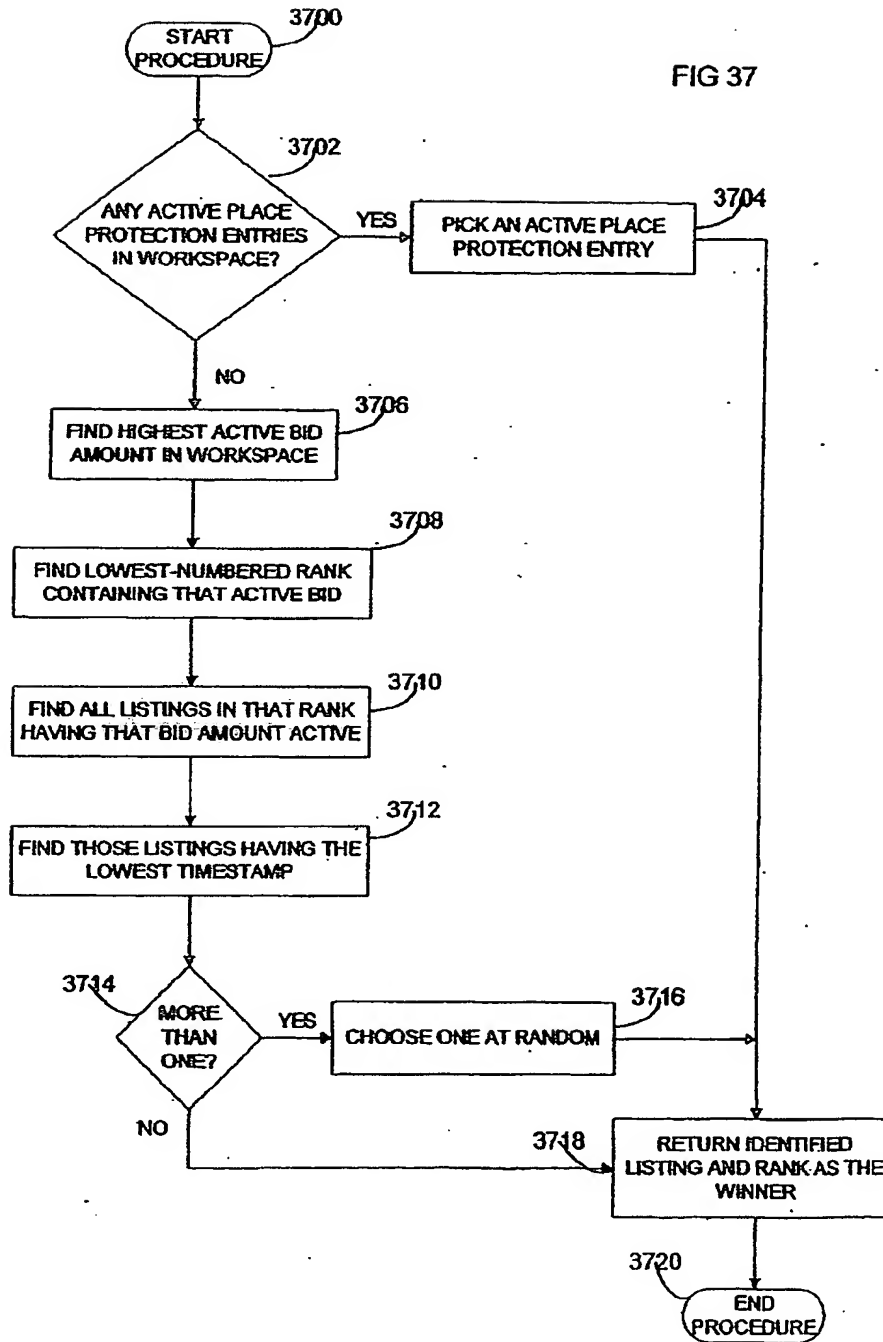 3700
START
PROCEDURE
FIG 37
3702
ANY ACTIVE PLACE
PROTECTION ENTRIES
IN WORKSPACE?
YES
3704
PICK AN ACTIVE PLACE
PROTECTION ENTRY
NO
3706
FIND HIGHEST ACTIVE BID
AMOUNT IN WORKSPACE
3708
FIND LOWEST-NUMBERED RANK
CONTAINING THAT ACTIVE BID
3710
FIND ALL LISTINGS IN THAT RANK
HAVING THAT BID AMOUNT ACTIVE
3712
FIND THOSE LISTINGS HAVING THE
LOWEST TIMESTAMP
3714
MORE
THAN
ONE?
YES
3716
CHOOSE ONE AT RANDOM
NO
3718
RETURN IDENTIFIED
LISTING AND RANK AS THE
WINNER
3720
END
PROCEDURE